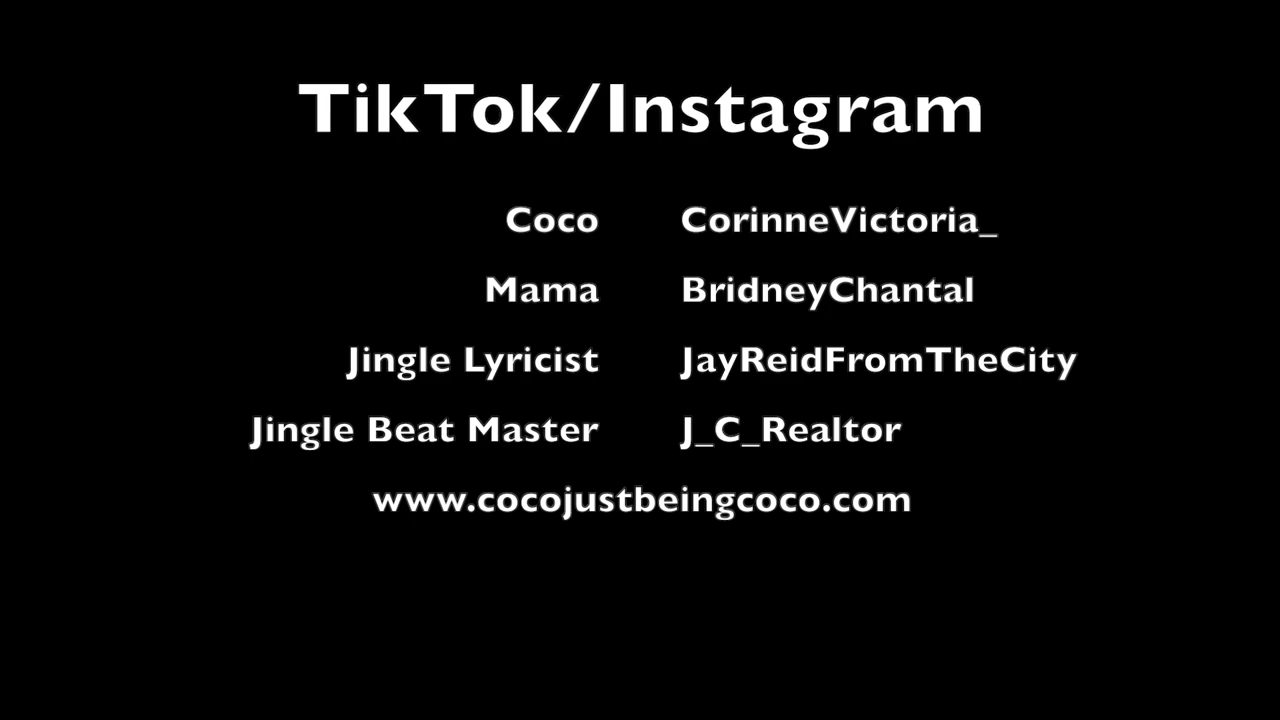 TikTok/Instagram
Coco CorinneVictoria_
Mama BridneyChantal
Jingle Lyricist JayReidFromTheCity
Jingle Beat Master J_C_Realtor
www.cocojustbeingcoco.com